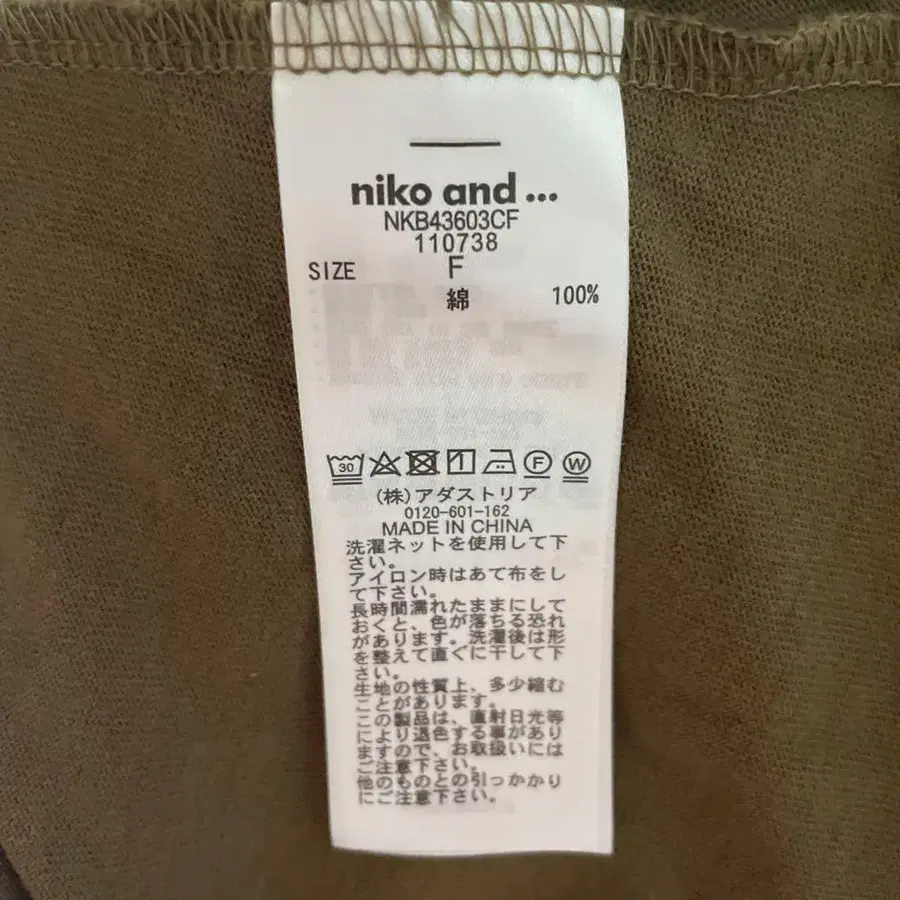 niko and ...
NKB43603CF
110738
SIZE F
綿 100%
30 1 F W
(株)アダストリア
0120-601-162
MADE IN CHINA
洗濯ネットを使用して下
さい。
アイロン時はあて布をし
て下さい。
長時間濡れたままにして
おくと、色が落ちる恐れ
があります。洗濯後は形
を整えて直ぐに干して下
さい。
生地の性質上、多少縮む
ことがあります。
この製品は、直射日光等
により退色する事があり
ますので、お取扱いには
ご注意下さい。
他のものとの引っかかり
にご注意下さい。